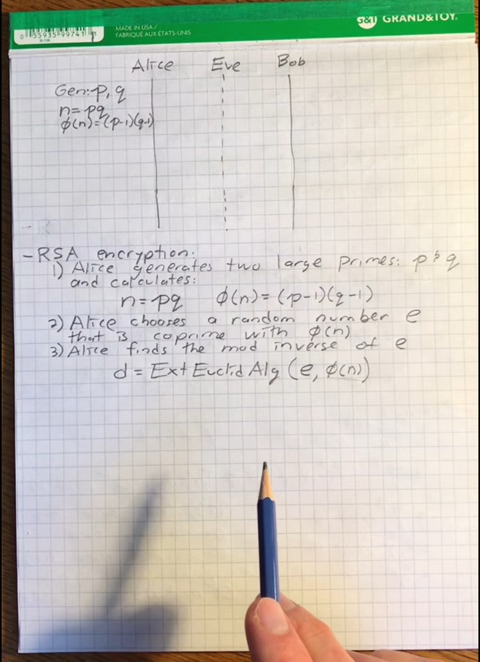 MADE IN USA /
FABRIQUÉ AUX ÉTATS-UNIS
G&T GRAND&TOY.
Alice Eve Bob
Gen: p, q
n=pq
φ(n)=(p-1)(q-1)
- RSA encryption:
1) Alice generates two large primes: p & q
and calculates:
n=pq φ(n)=(p-1)(q-1)
2) Alice chooses a random number e
that is coprime with φ(n)
3) Alice finds the mod inverse of e
d = Ext Euclid Alg (e, φ(n))